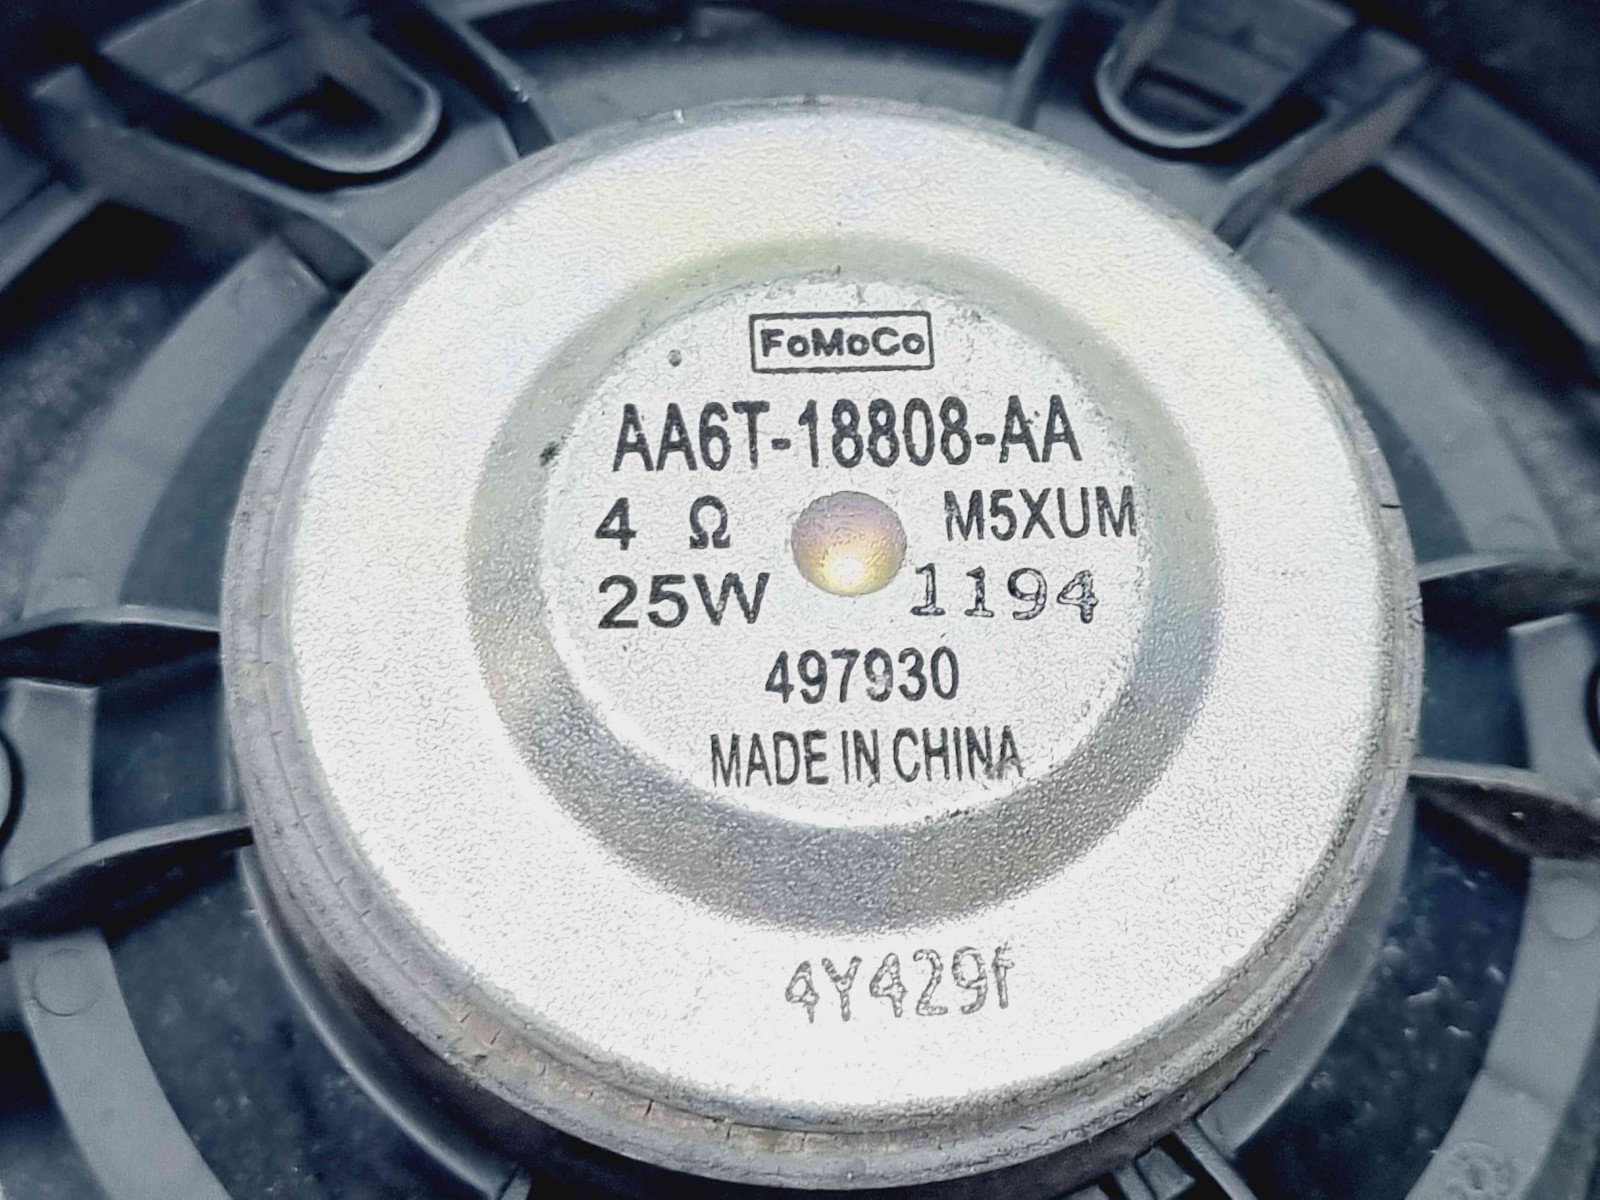 FoMoCo
AA6T-18808-AA
4 Ω M5XUM
25W 1194
497930
MADE IN CHINA
4Y429f